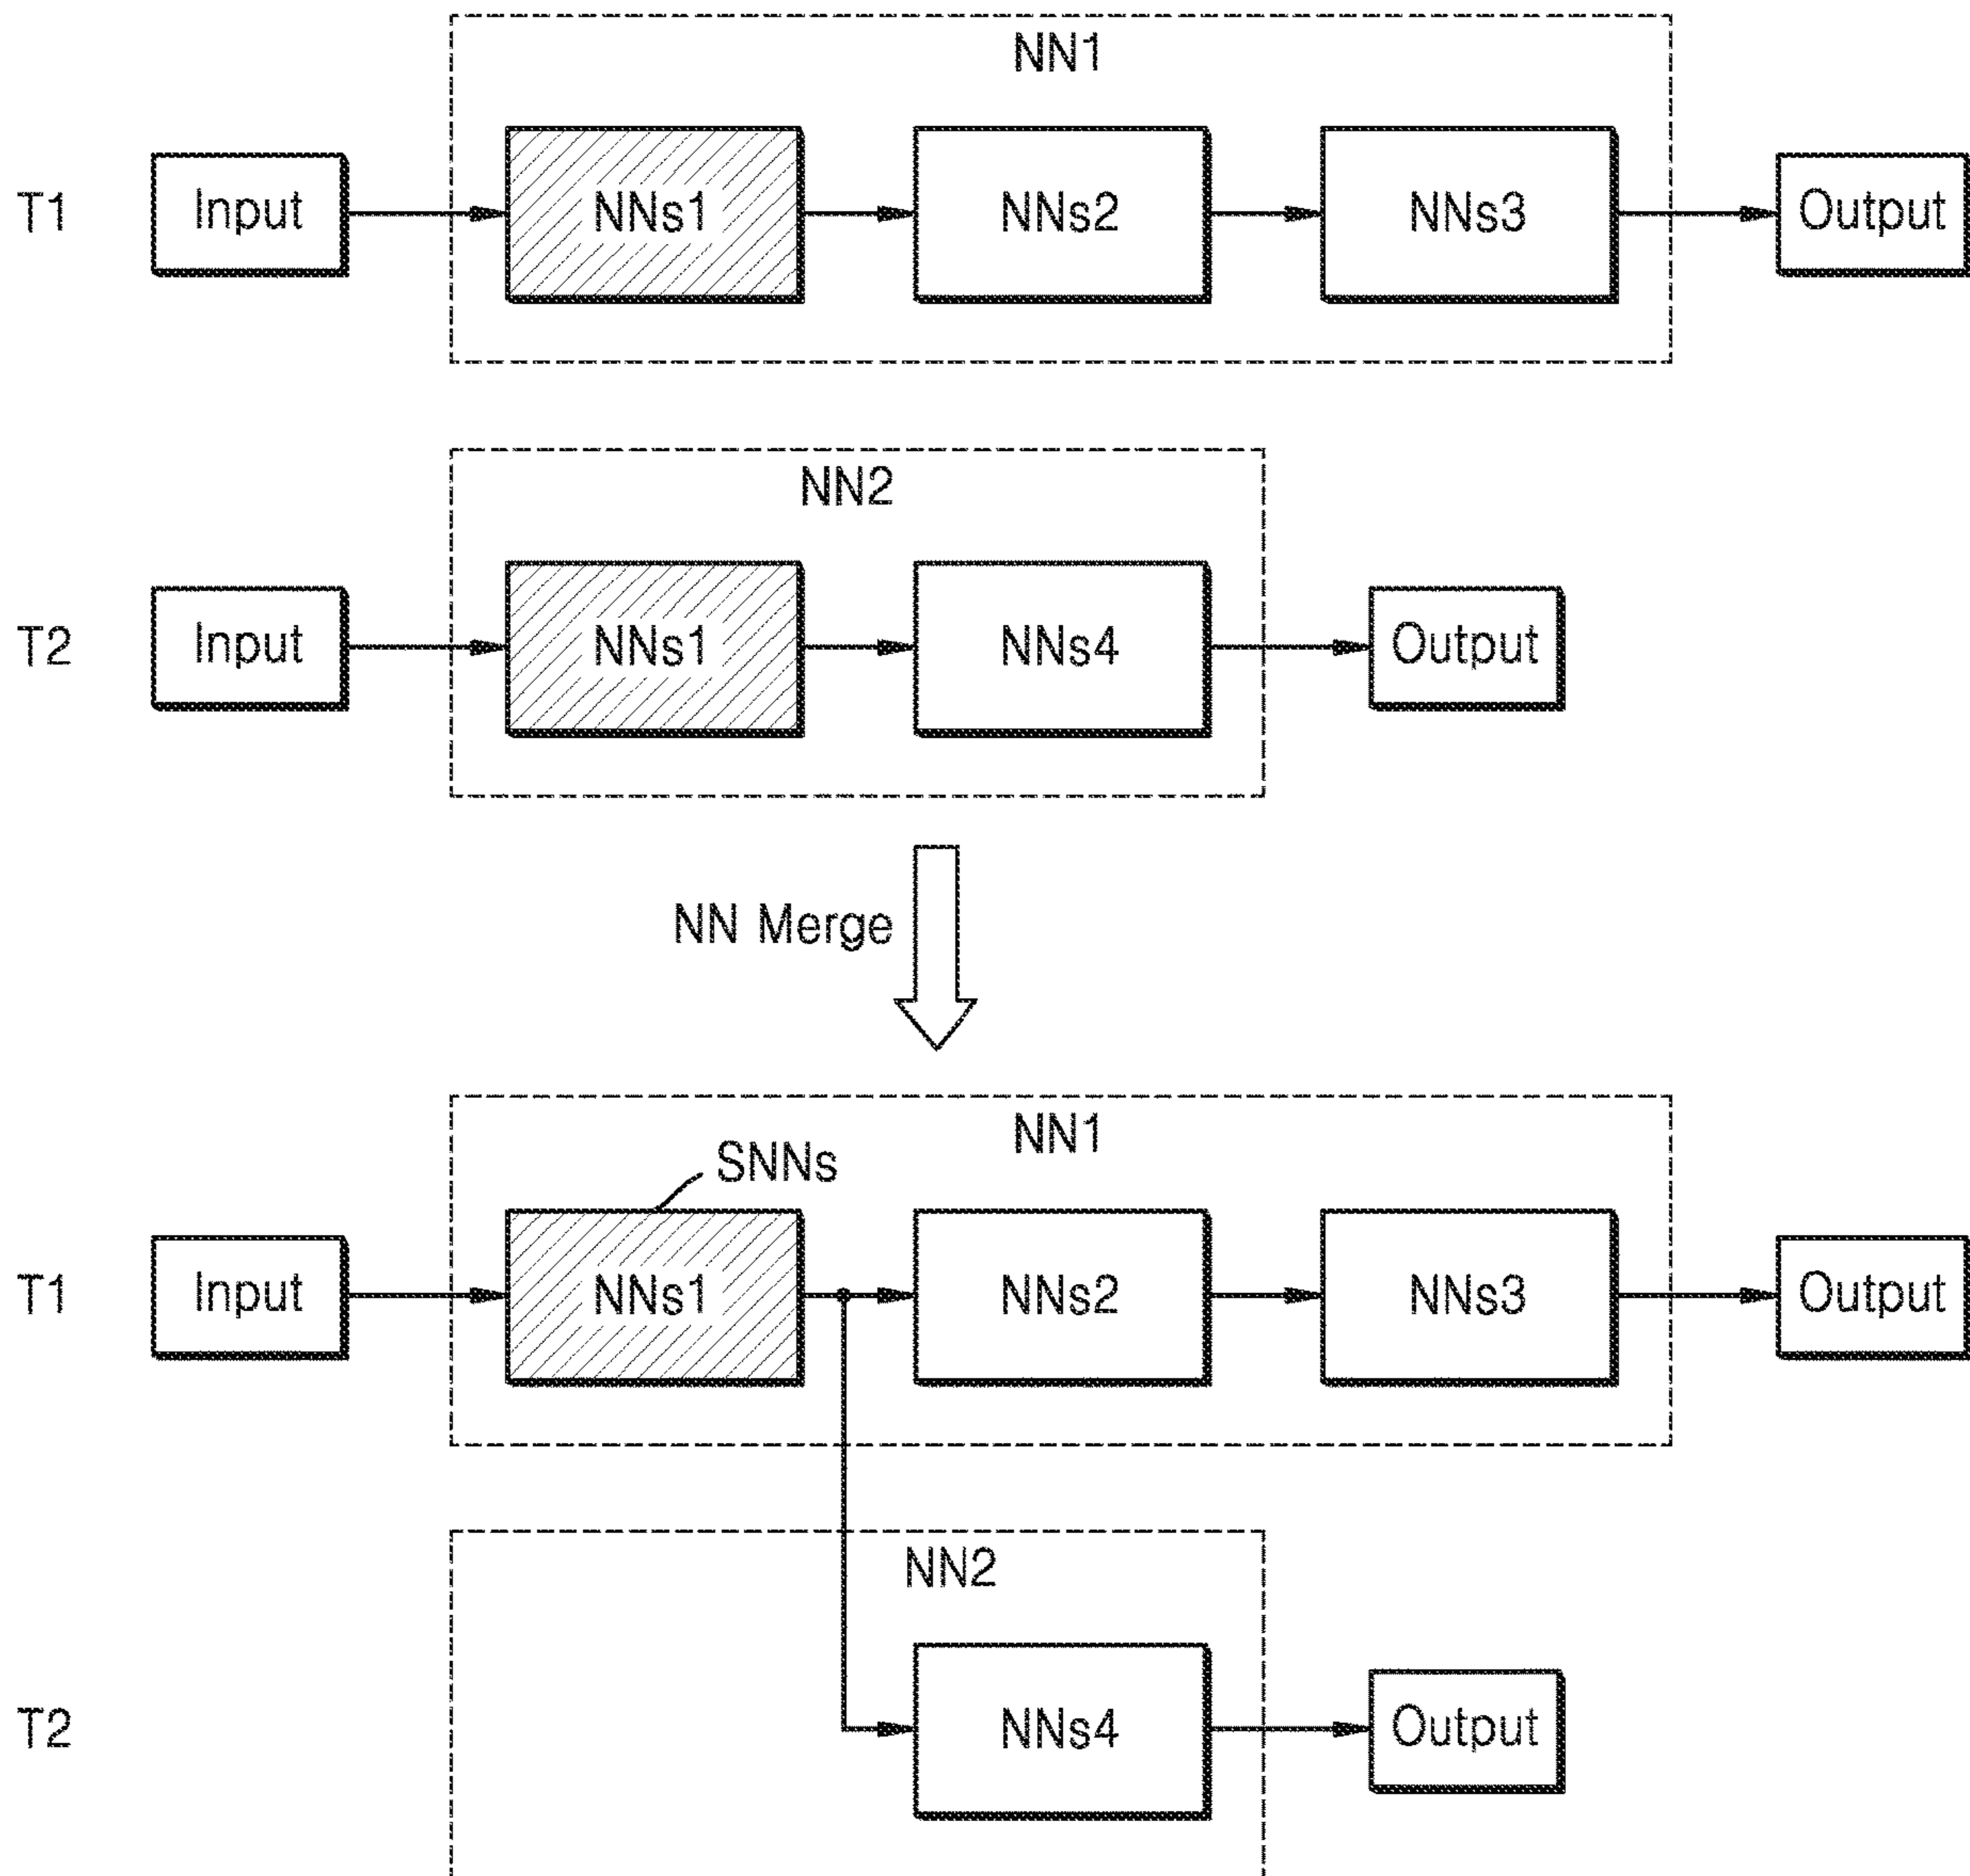 NN1
T1 Input NNs1 NNs2 NNs3 Output
NN2
T2 Input NNs1 NNs4 Output
NN Merge
NN1
SNNs
T1 Input NNs1 NNs2 NNs3 Output
NN2
T2 NNs4 Output